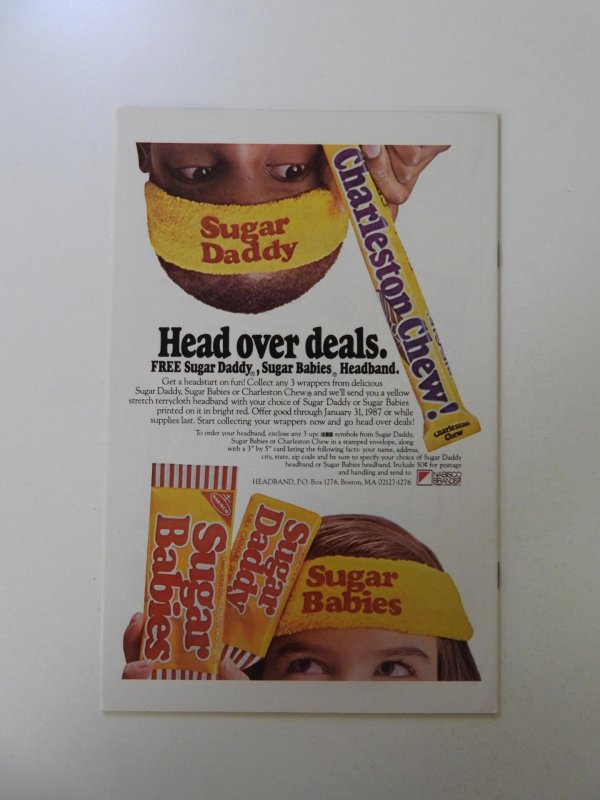 Sugar
Daddy
Charleston Chew!
Charleston
Chew
Head over deals.
FREE Sugar Daddy®, Sugar Babies® Headband.
Get a headstart on fun! Collect any 3 wrappers from delicious
Sugar Daddy, Sugar Babies or Charleston Chew® and we'll send you a yellow
stretch terrycloth headband with your choice of Sugar Daddy or Sugar Babies
printed on it in bright red. Offer good through January 31, 1987 or while
supplies last. Start collecting your wrappers now and go head over deals!
To order your headband, enclose any 3 upc symbols from Sugar Daddy,
Sugar Babies or Charleston Chew in a stamped envelope, along
with a 3" by 5" card listing the following facts: your name, address,
city, state, zip code and be sure to specify your choice of Sugar Daddy
headband or Sugar Babies headband. Include 50¢ for postage
and handling and send to
HEADBAND, P.O. Box 1276, Boston, MA 02127-1276
NABISCO
BRANDS
NABISCO
Sugar
Babies
Sugar
Daddy
Sugar
Babies